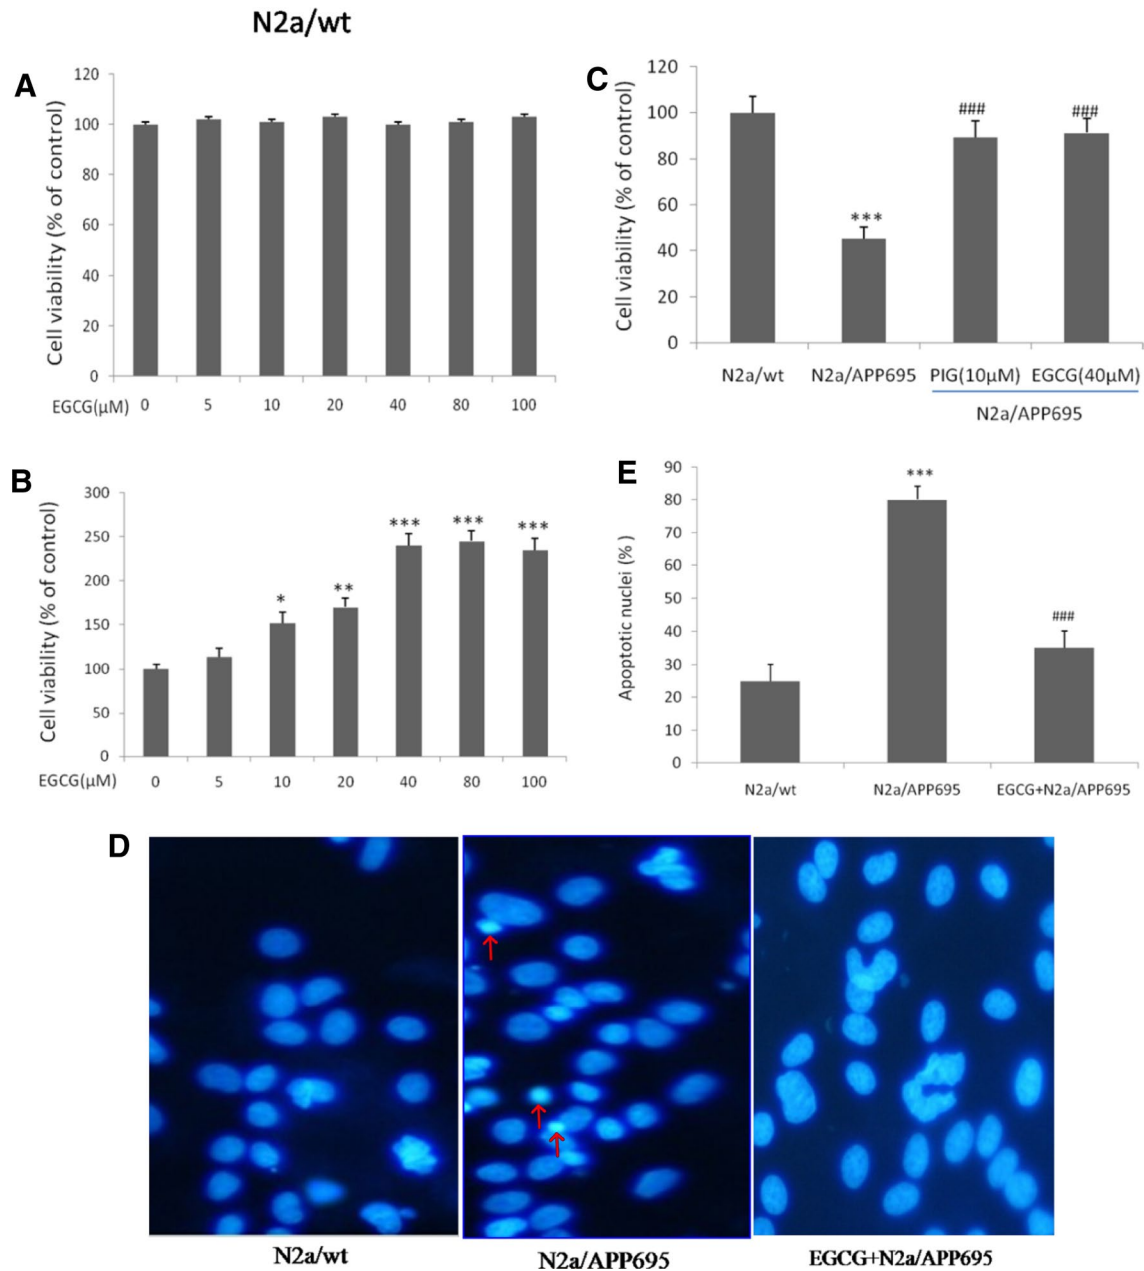 N2a/wt
A
Cell viability (% of control)
120
100
80
60
40
20
0
EGCG(μM) 0 5 10 20 40 80 100
C
Cell viability (% of control)
120
100
80
60
40
20
0
***
###
###
N2a/wt N2a/APP695 PIG(10μM) EGCG(40μM)
N2a/APP695
B
Cell viability (% of control)
300
250
200
150
100
50
0
*
**
***
***
***
EGCG(μM) 0 5 10 20 40 80 100
E
Apoptotic nuclei (%)
90
80
70
60
50
40
30
20
10
0
***
###
N2a/wt N2a/APP695 EGCG+N2a/APP695
D
N2a/wt N2a/APP695 EGCG+N2a/APP695